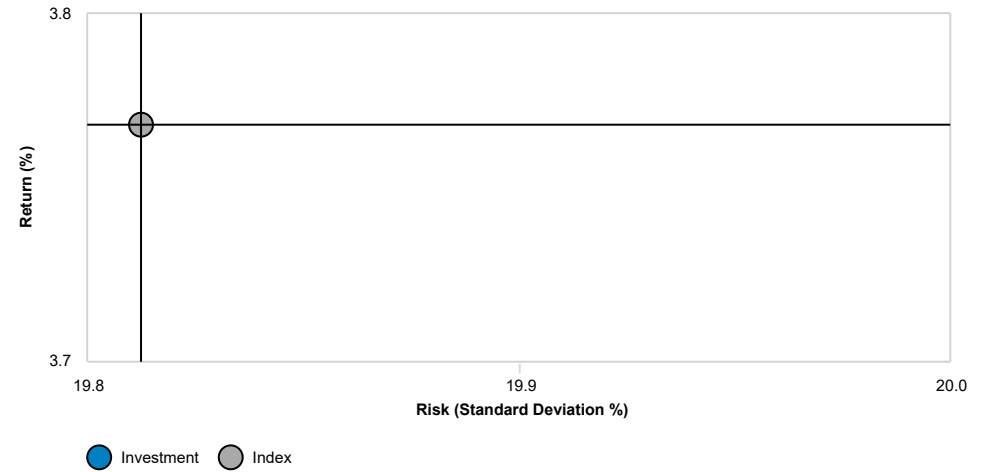 3.8
Return (%)
3.7
19.8
19.9
20.0
Risk (Standard Deviation %)
Investment
Index